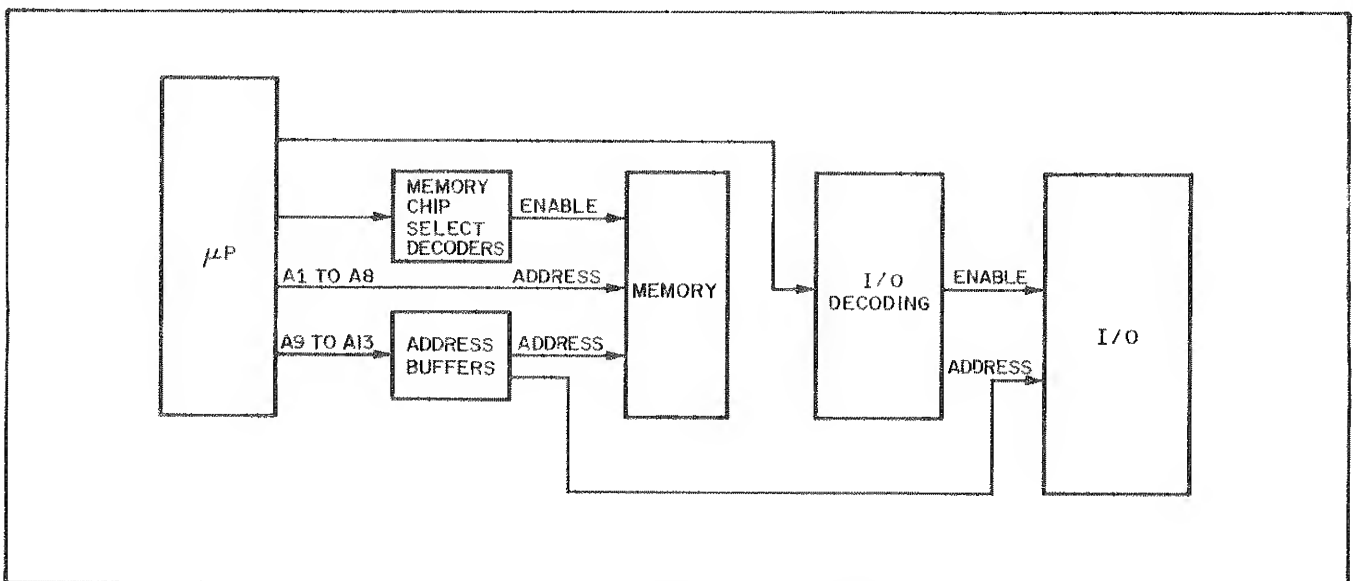 μP
MEMORY
CHIP
SELECT
DECODERS
ENABLE
A1 TO A8
ADDRESS
MEMORY
A9 TO A13
ADDRESS
BUFFERS
ADDRESS
I/O
DECODING
ENABLE
ADDRESS
I/O